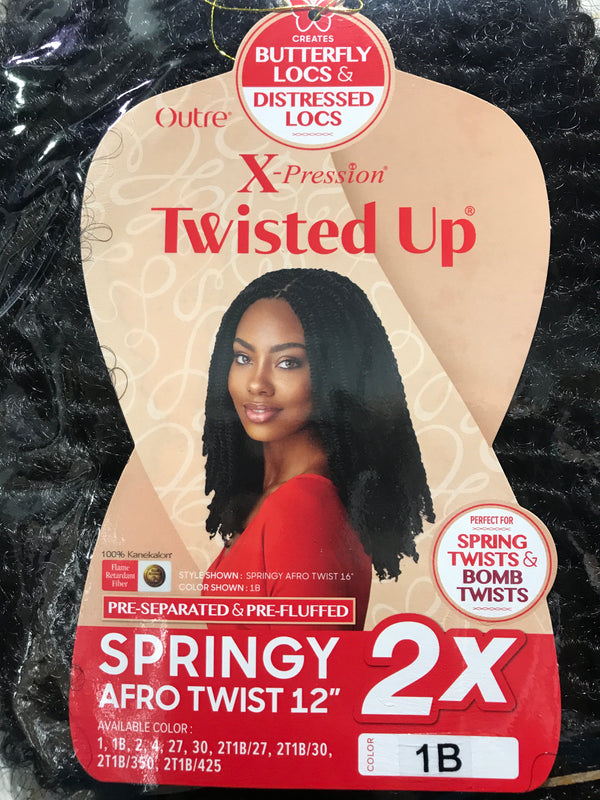 CREATES
BUTTERFLY
LOCS &
DISTRESSED
LOCS
Outre®
X-Pression®
Twisted Up®
PERFECT FOR
SPRING
TWISTS &
BOMB
TWISTS
100% Kanekalon®
Flame
Retardant
Fiber
STYLE SHOWN : SPRINGY AFRO TWIST 16"
COLOR SHOWN : 1B
PRE-SEPARATED & PRE-FLUFFED
SPRINGY
AFRO TWIST 12"
2X
AVAILABLE COLOR :
1, 1B, 2, 4, 27, 30, 2T1B/27, 2T1B/30,
2T1B/350, 2T1B/425
COLOR
1B